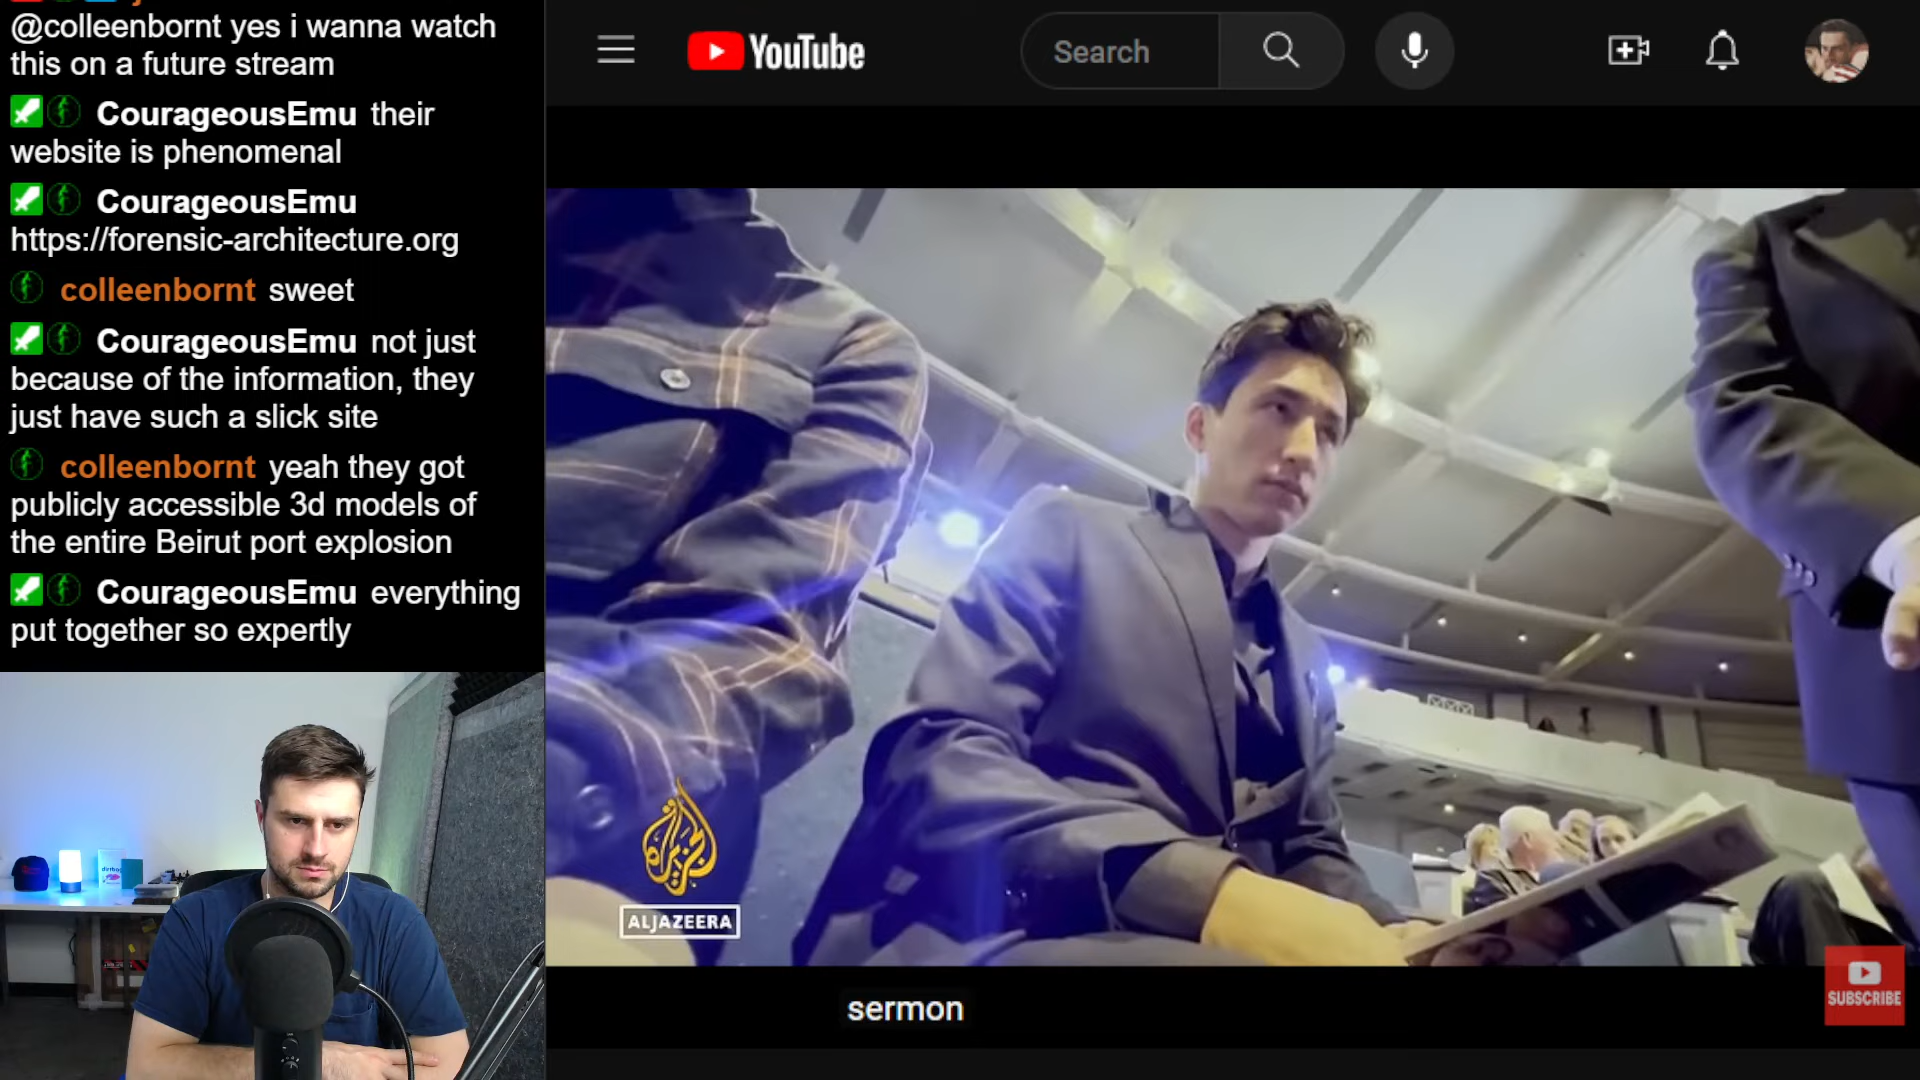 @colleenbornt yes i wanna watch
this on a future stream
CourageousEmu their
website is phenomenal
CourageousEmu
https://forensic-architecture.org
colleenbornt sweet
CourageousEmu not just
because of the information, they
just have such a slick site
colleenbornt yeah they got
publicly accessible 3d models of
the entire Beirut port explosion
CourageousEmu everything
put together so expertly
YouTube
Search
ALJAZEERA
sermon
SUBSCRIBE